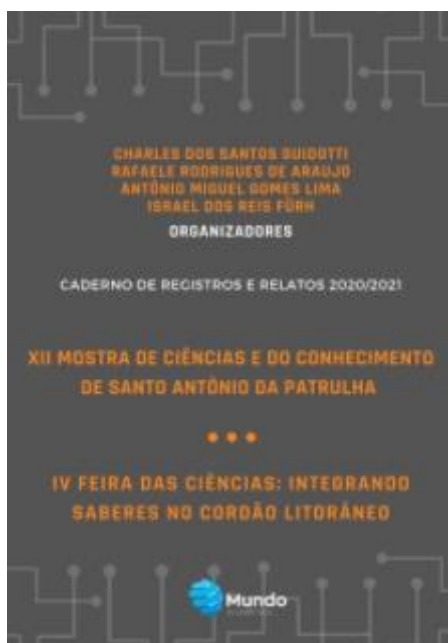 CHARLES DOS SANTOS GUIDOTTI
RAFAELE RODRIGUES DE ARAUJO
ANTÔNIO MIGUEL GOMES LIMA
ISRAEL DOS REIS FÜRH
ORGANIZADORES
CADERNO DE REGISTROS E RELATOS 2020/2021
XII MOSTRA DE CIÊNCIAS E DO CONHECIMENTO
DE SANTO ANTÔNIO DA PATRULHA
IV FEIRA DAS CIÊNCIAS: INTEGRANDO
SABERES NO CORDÃO LITORÂNEO
Mundo